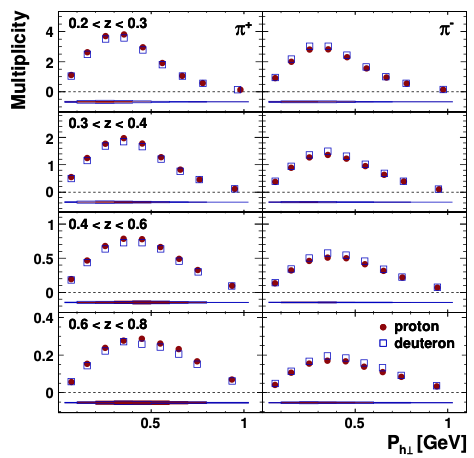 Multiplicity
0.2 < z < 0.3
π+
π-
4
2
0
0.3 < z < 0.4
2
1
0
0.4 < z < 0.6
1
0.5
0
0.6 < z < 0.8
proton
deuteron
0.4
0.2
0
0.5
1
0.5
1
Ph⊥ [GeV]